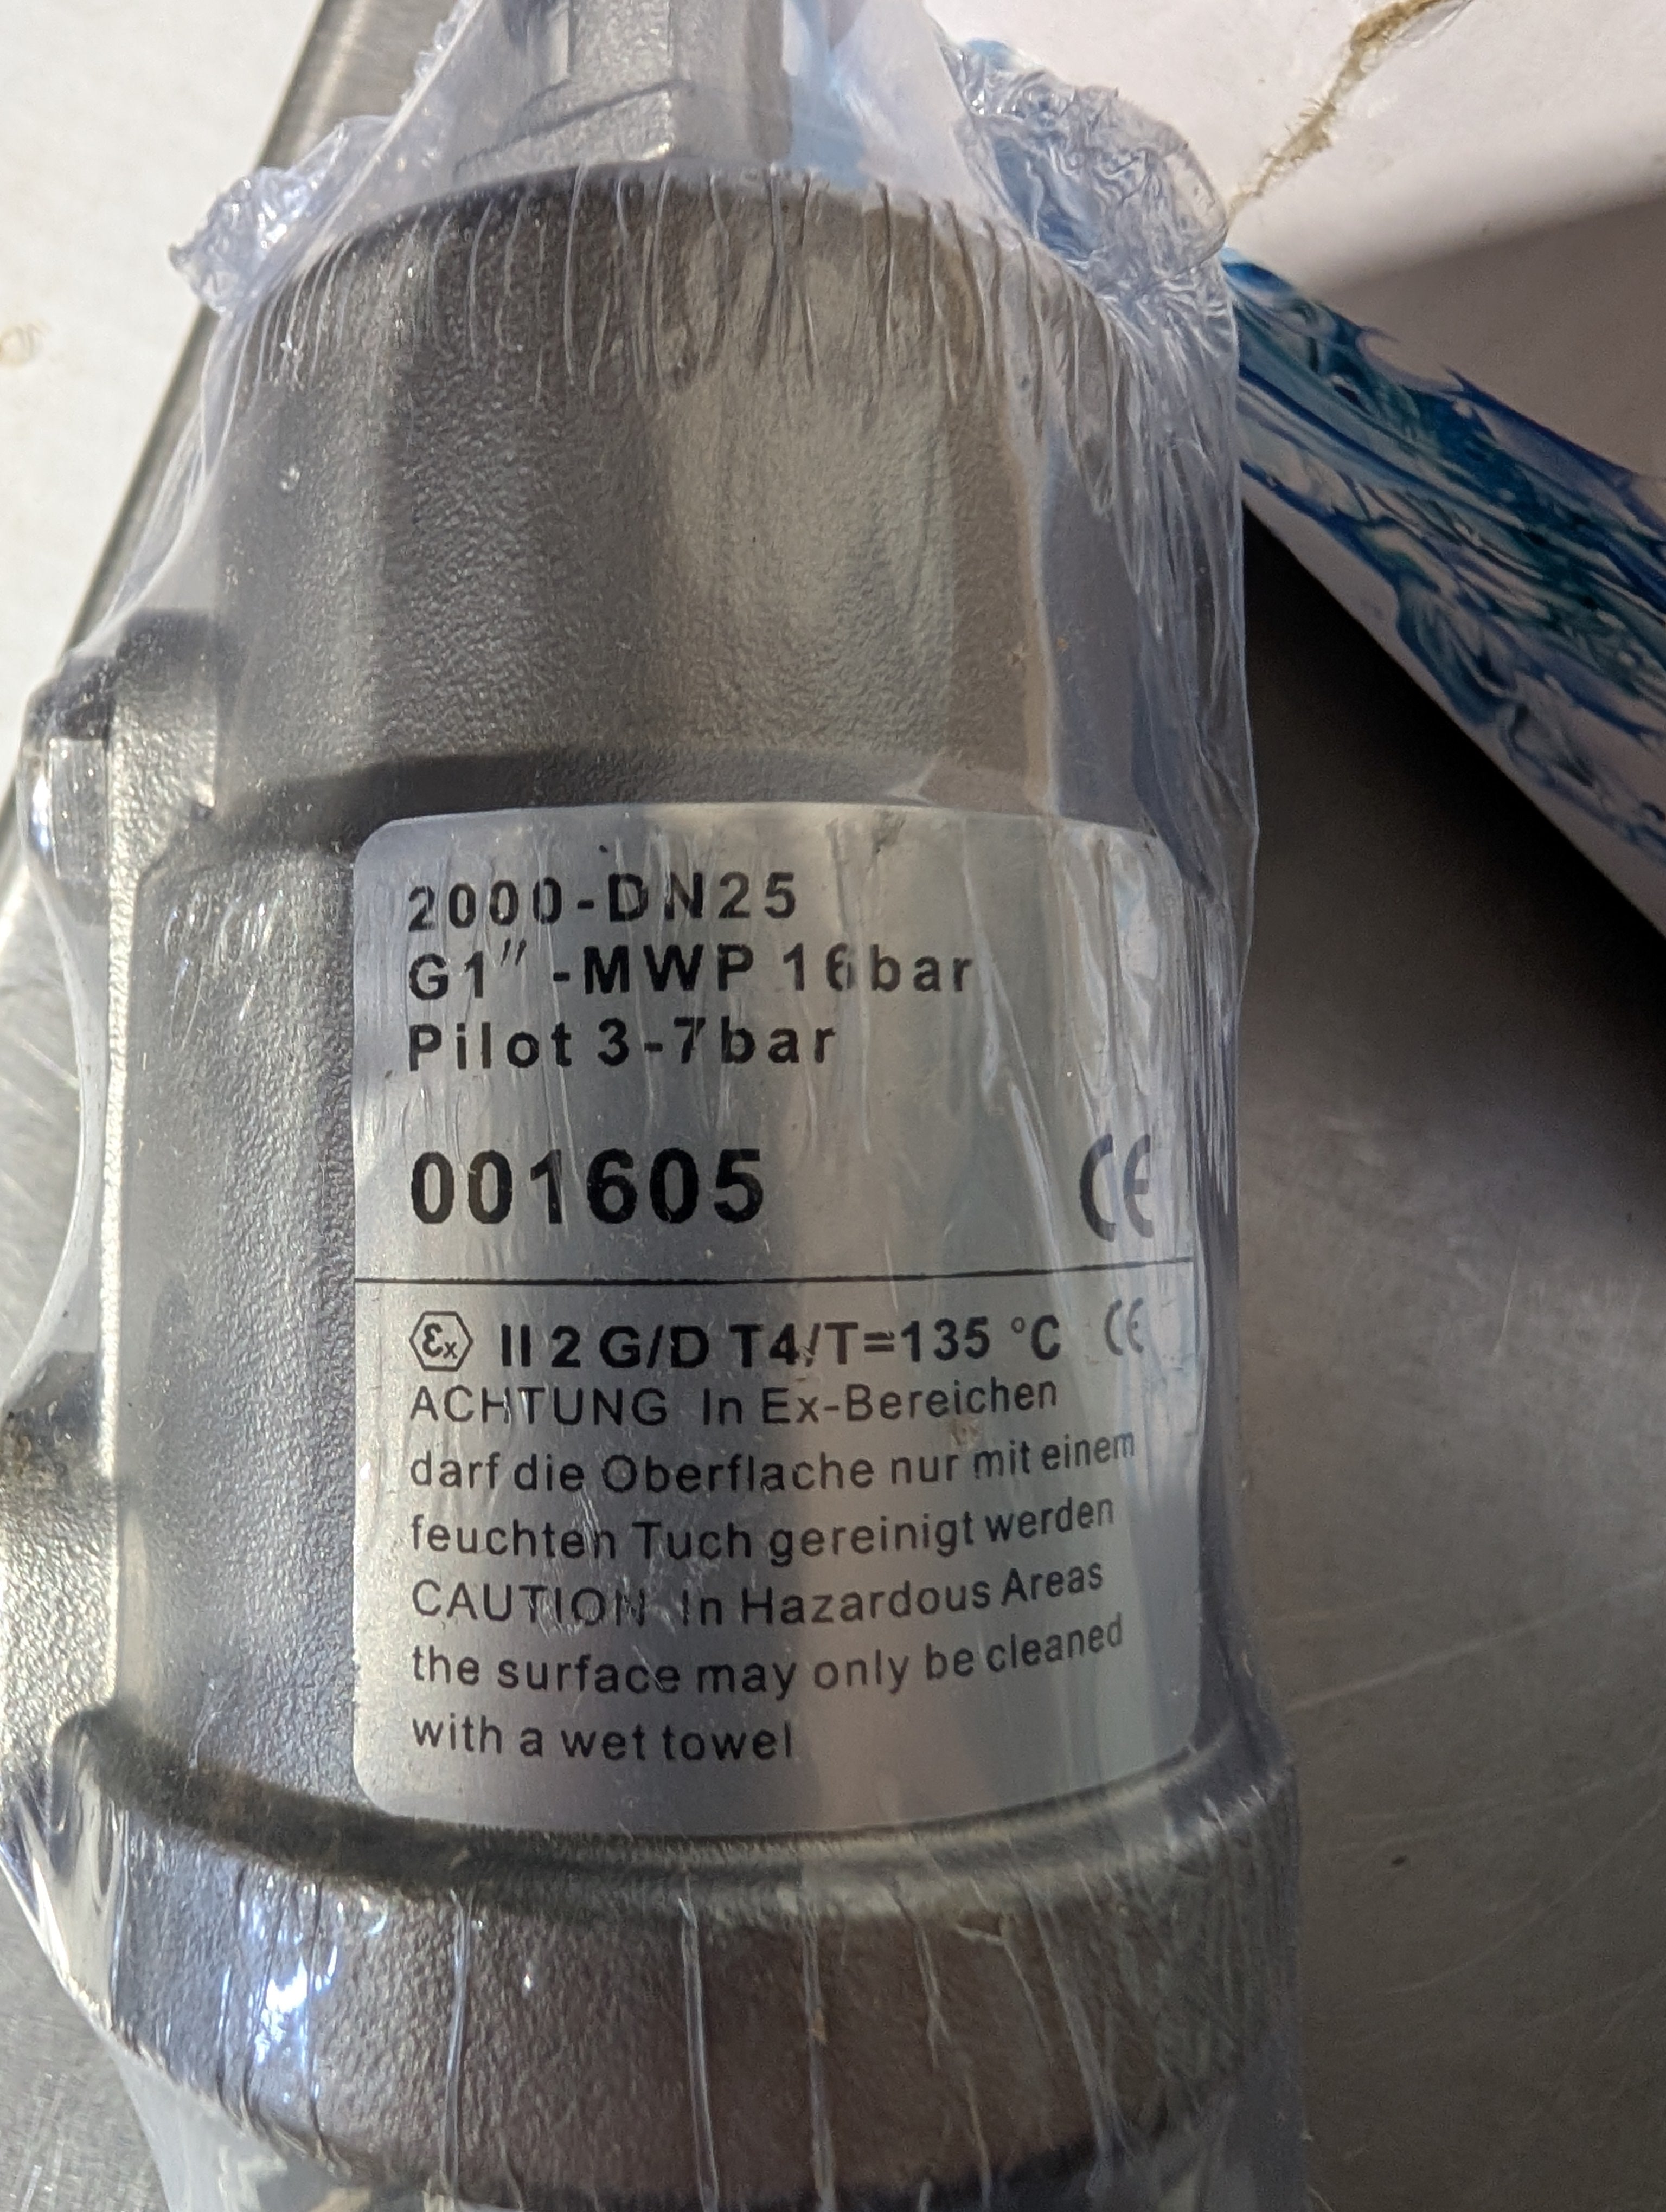 2000-DN25
G1″ -MWP 16bar
Pilot 3-7bar
001605 CE
Ex II 2 G/D T4/T=135 °C CE
ACHTUNG In Ex-Bereichen
darf die Oberflache nur mit einem
feuchten Tuch gereinigt werden
CAUTION In Hazardous Areas
the surface may only be cleaned
with a wet towel